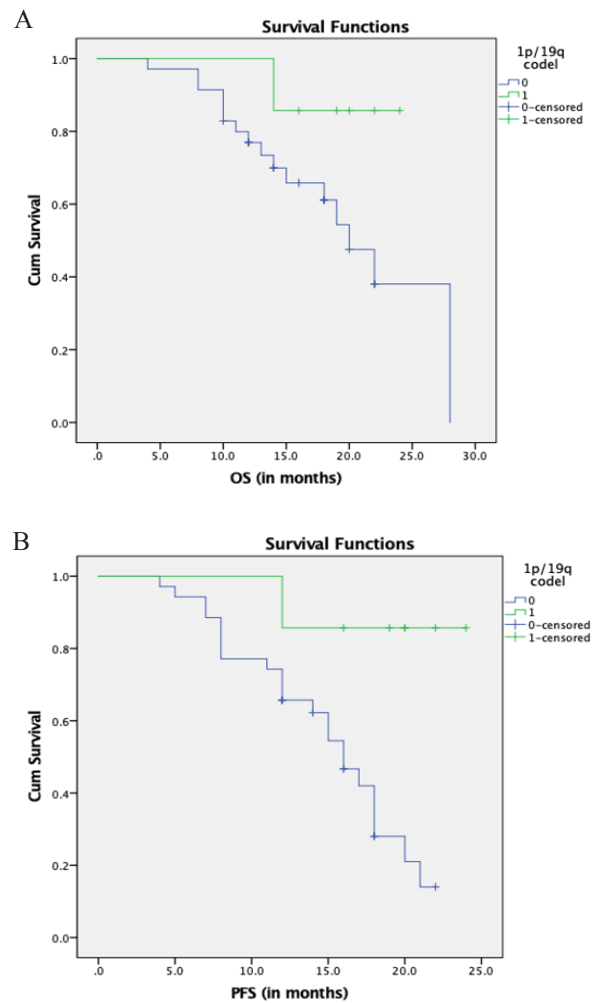 A
Survival Functions
1p/19q
codel
0
1
0-censored
1-censored
1.0
0.8
0.6
0.4
0.2
0.0
Cum Survival
.0 5.0 10.0 15.0 20.0 25.0 30.0
OS (in months)
B
Survival Functions
1p/19q
codel
0
1
0-censored
1-censored
1.0
0.8
0.6
0.4
0.2
0.0
Cum Survival
.0 5.0 10.0 15.0 20.0 25.0
PFS (in months)